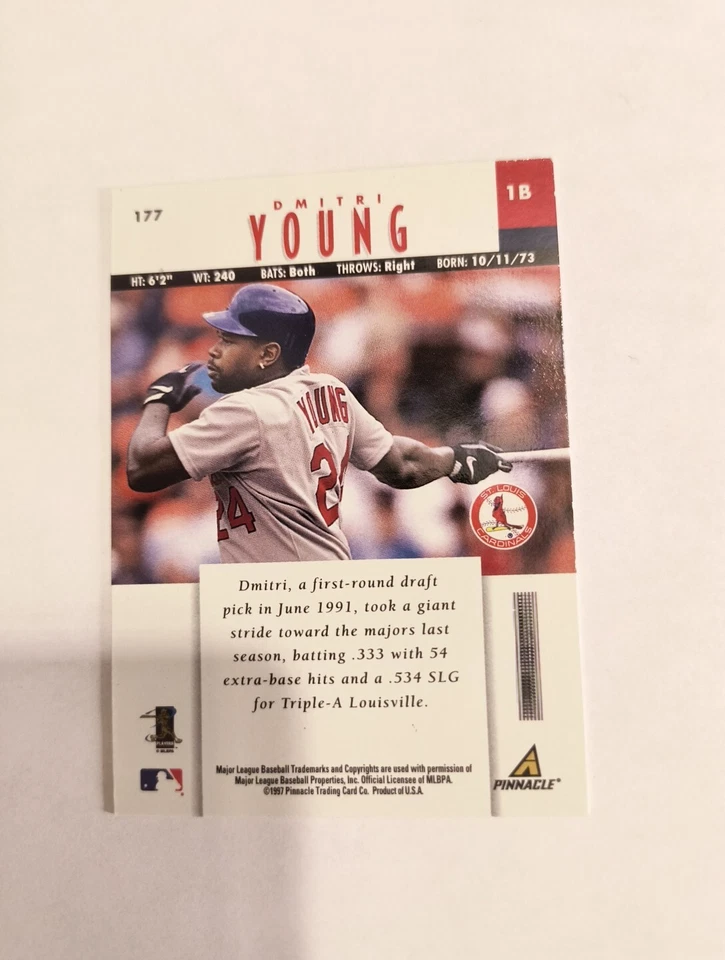 177
DMITRI
YOUNG
1B
HT: 6'2" WT: 240 BATS: Both THROWS: Right BORN: 10/11/73
YOUNG
24
24
ST. LOUIS
CARDINALS
Dmitri, a first-round draft
pick in June 1991, took a giant
stride toward the majors last
season, batting .333 with 54
extra-base hits and a .534 SLG
for Triple-A Louisville.
Major League Baseball Trademarks and Copyrights are used with permission of
Major League Baseball Properties, Inc. Official Licensee of MLBPA.
©1997 Pinnacle Trading Card Co. Product of U.S.A.
PINNACLE®